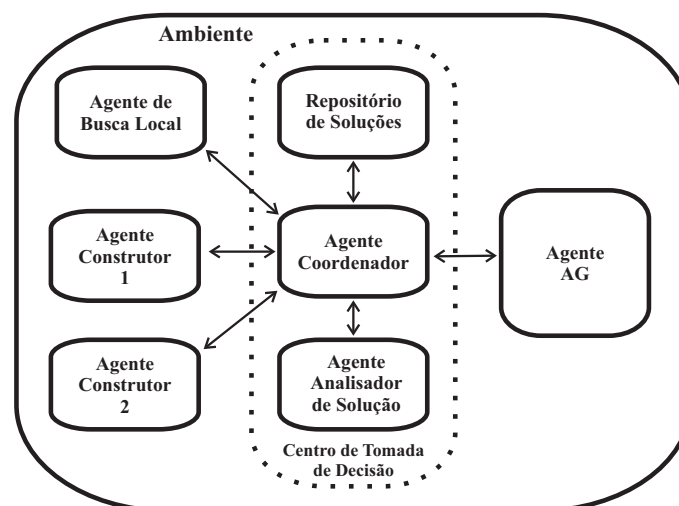 Ambiente
Agente de
Busca Local
Repositório
de Soluções
Agente
Construtor
1
Agente
Coordenador
Agente
AG
Agente
Construtor
2
Agente
Analisador
de Solução
Centro de Tomada
de Decisão